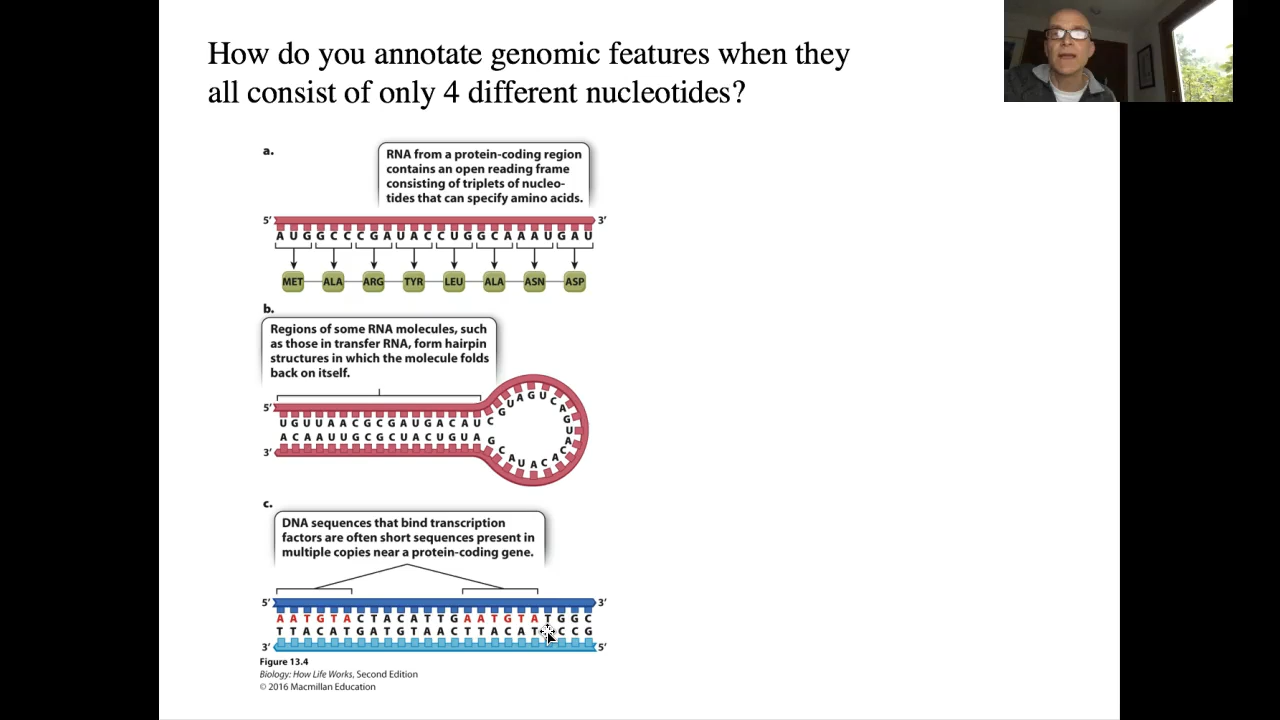 How do you annotate genomic features when they
all consist of only 4 different nucleotides?
a.
RNA from a protein-coding region
contains an open reading frame
consisting of triplets of nucleo-
tides that can specify amino acids.
5′ 3′
A U G G C C C G A U A C C U G G C A A A U G A U
MET ALA ARG TYR LEU ALA ASN ASP
b.
Regions of some RNA molecules, such
as those in transfer RNA, form hairpin
structures in which the molecule folds
back on itself.
5′
U G U U A A C G C G A U G A C A U C G U A G U C A G U A
A C A A U U G C G C U A C U G U A G C A U A C A C
3′
c.
DNA sequences that bind transcription
factors are often short sequences present in
multiple copies near a protein-coding gene.
5′ 3′
A A T G T A C T A C A T T G A A T G T A T G G C
T T A C A T G A T G T A A C T T A C A T C C G
3′ 5′
Figure 13.4
Biology: How Life Works, Second Edition
© 2016 Macmillan Education